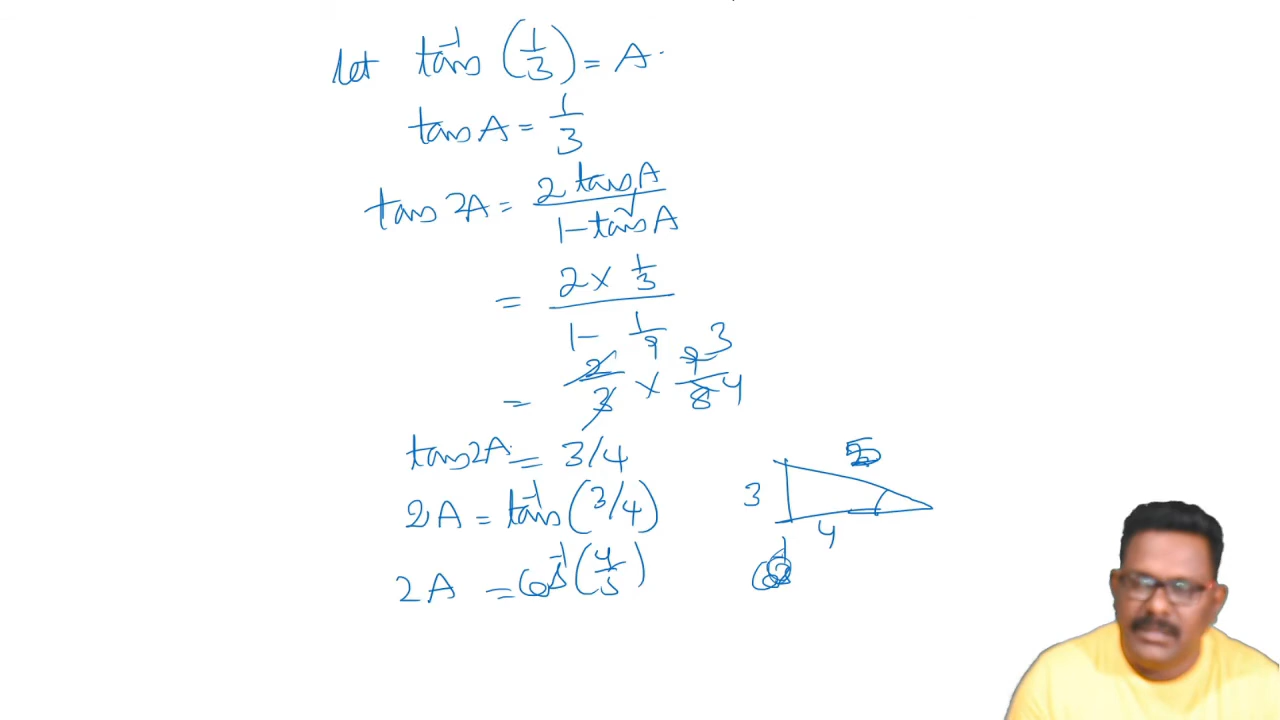 let tan⁻¹ (1/3) = A.
tan A = 1/3
tan 2A = 2 tan A / 1 - tan² A
= 2 × 1/3 / 1 - 1/9
= 2/3 × 9/8 3 4
tan 2A = 3/4
2A = tan⁻¹ (3/4)
2A = cos⁻¹ (4/5)
5
3
4